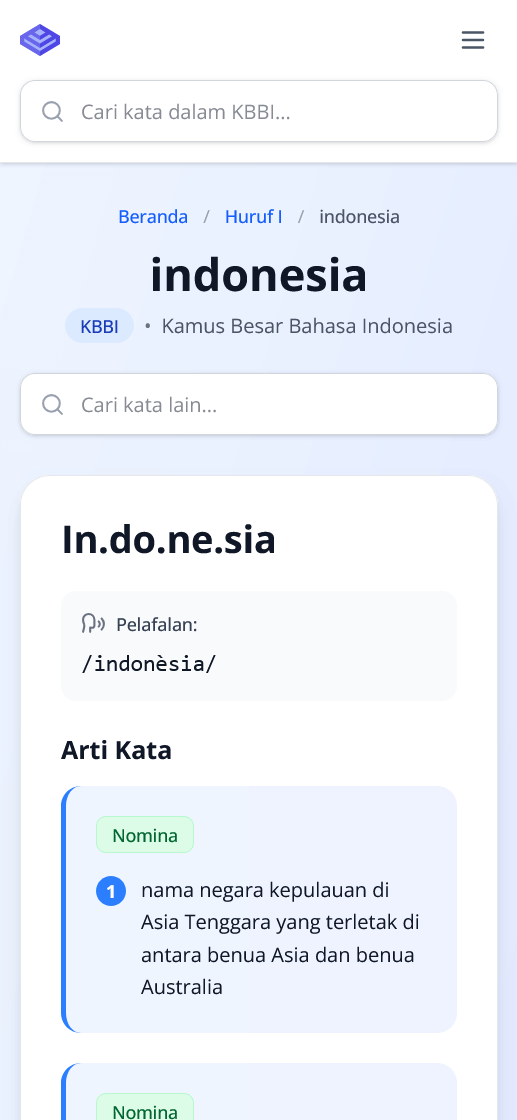 Cari kata dalam KBBI...
Beranda / Huruf I / indonesia
indonesia
KBBI • Kamus Besar Bahasa Indonesia
Cari kata lain...
In.do.ne.sia
Pelafalan:
/indonèsia/
Arti Kata
Nomina
1 nama negara kepulauan di
Asia Tenggara yang terletak di
antara benua Asia dan benua
Australia
Nomina